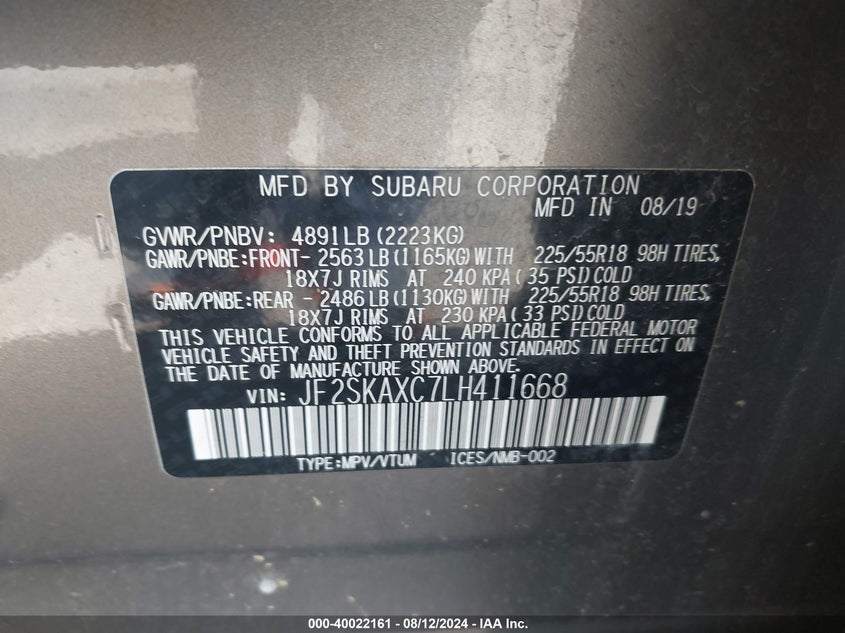 MFD BY SUBARU CORPORATION
MFD IN 08/19
GVWR/PNBV: 4891LB (2223KG)
GAWR/PNBE:FRONT- 2563LB (1165KG) WITH 225/55R18 98H TIRES,
18X7J RIMS AT 240 KPA (35 PSI) COLD
GAWR/PNBE:REAR - 2486LB (1130KG) WITH 225/55R18 98H TIRES,
18X7J RIMS AT 230 KPA (33 PSI) COLD
THIS VEHICLE CONFORMS TO ALL APPLICABLE FEDERAL MOTOR
VEHICLE SAFETY AND THEFT PREVENTION STANDARDS IN EFFECT ON
THE DATE OF MANUFACTURE SHOWN ABOVE.
VIN: JF2SKAXC7LH411668
TYPE:MPV/VTUM ICES/NMB-002
000-40022161 - 08/12/2024 - IAA Inc.